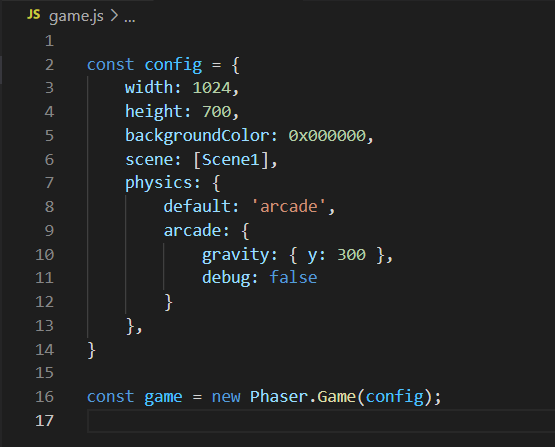 JS game.js > ...
1
2 const config = {
3     width: 1024,
4     height: 700,
5     backgroundColor: 0x000000,
6     scene: [Scene1],
7     physics: {
8         default: 'arcade',
9         arcade: {
10             gravity: { y: 300 },
11             debug: false
12         }
13     },
14 }
15
16 const game = new Phaser.Game(config);
17